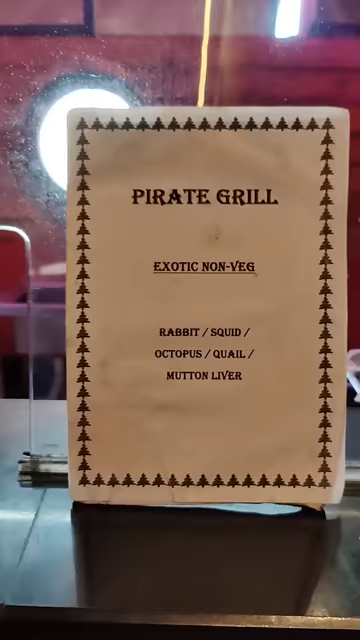 PIRATE GRILL
EXOTIC NON-VEG
RABBIT / SQUID /
OCTOPUS / QUAIL /
MUTTON LIVER